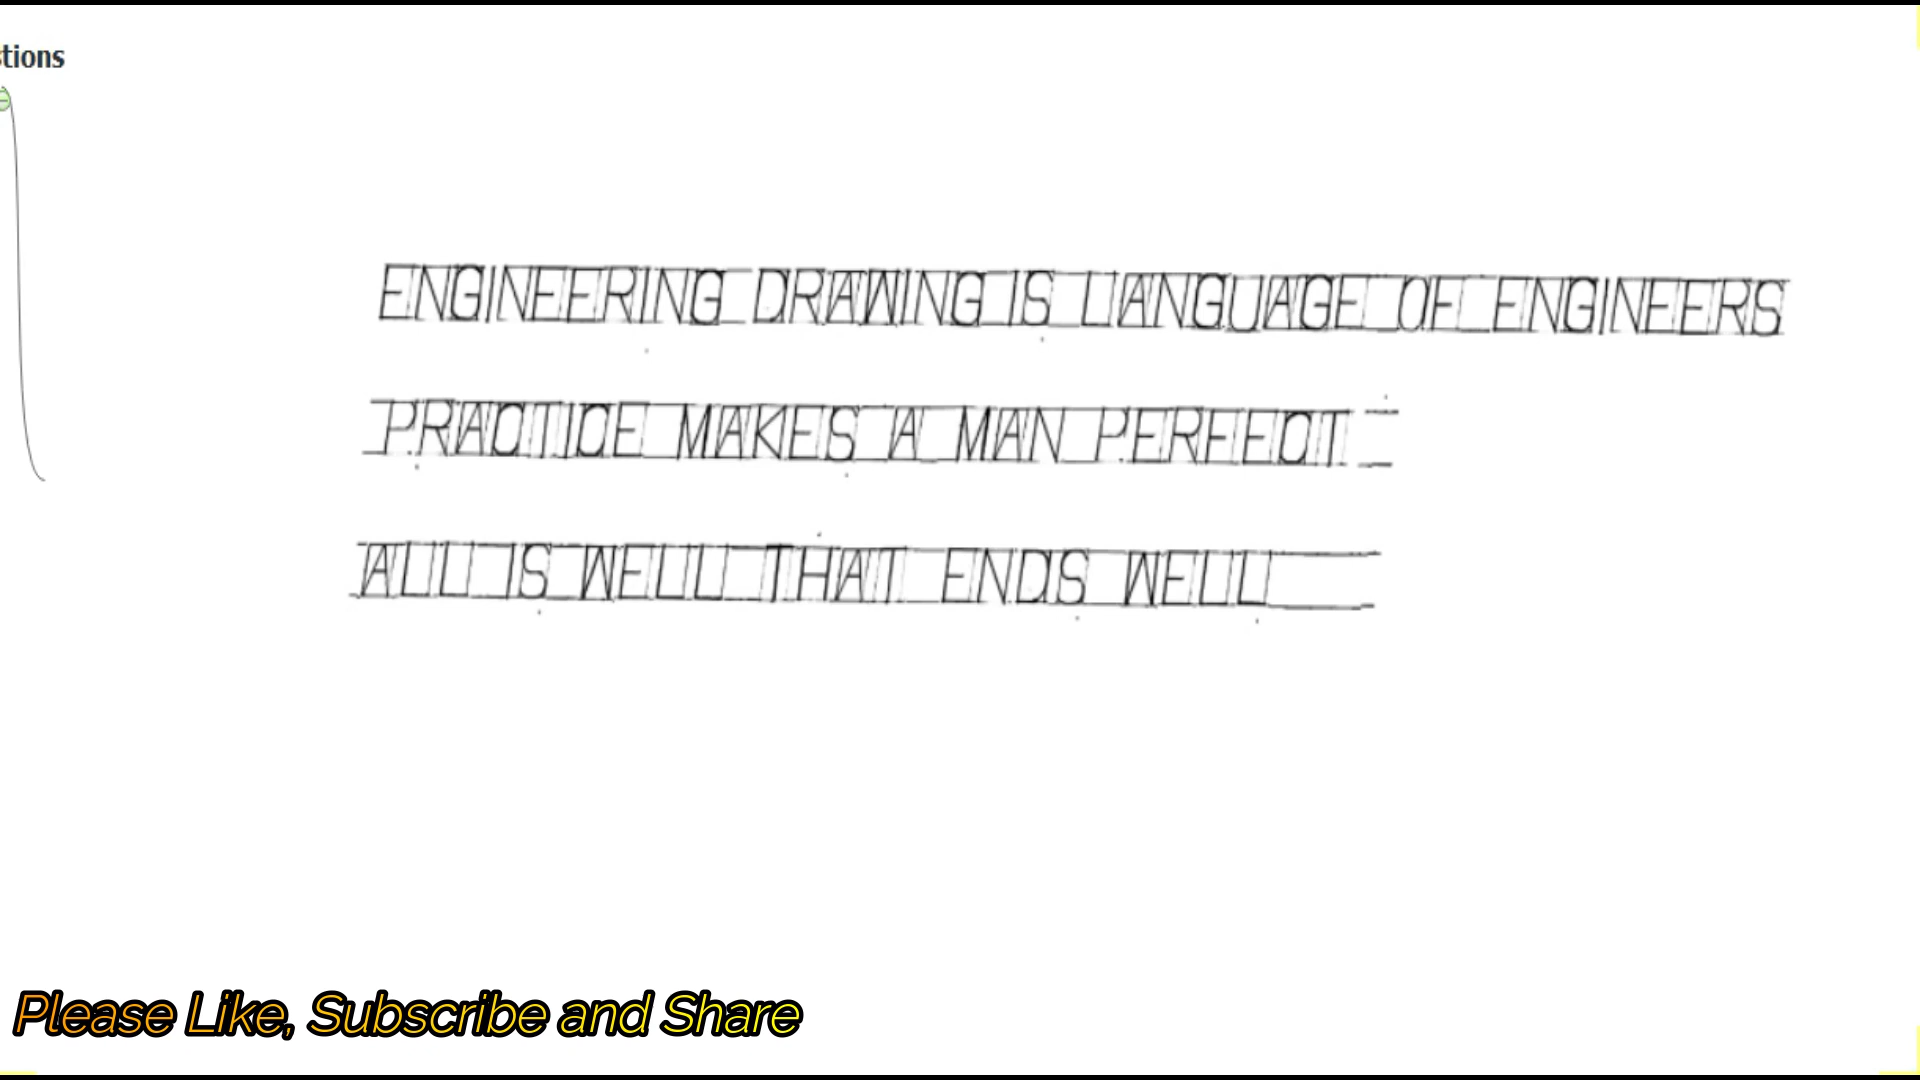 tions
ENGINEERING DRAWING IS LANGUAGE OF ENGINEERS
PRACTICE MAKES A MAN PERFECT
ALL IS WELL THAT ENDS WELL
Please Like, Subscribe and Share